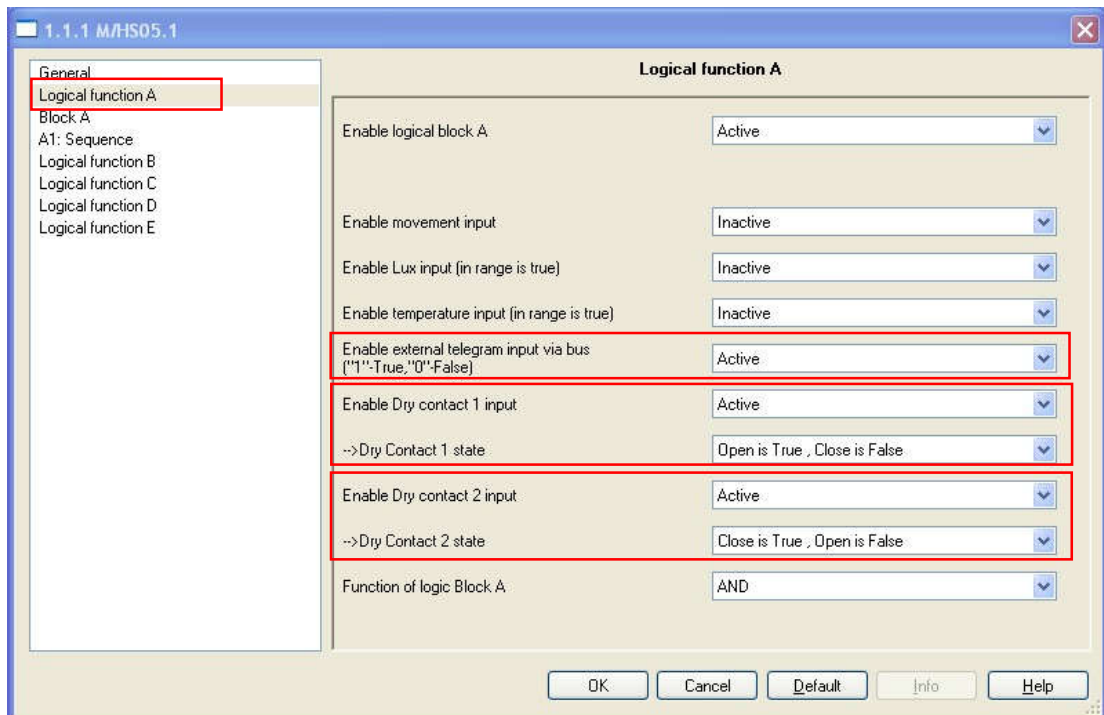 1.1.1 M/HS05.1
General
Logical function A
Block A
A1: Sequence
Logical function B
Logical function C
Logical function D
Logical function E
Logical function A
Enable logical block A Active
Enable movement input Inactive
Enable Lux input (in range is true) Inactive
Enable temperature input (in range is true) Inactive
Enable external telegram input via bus
("1"-True,"0"-False) Active
Enable Dry contact 1 input Active
-->Dry Contact 1 state Open is True , Close is False
Enable Dry contact 2 input Active
-->Dry Contact 2 state Close is True , Open is False
Function of logic Block A AND
OK Cancel Default Info Help